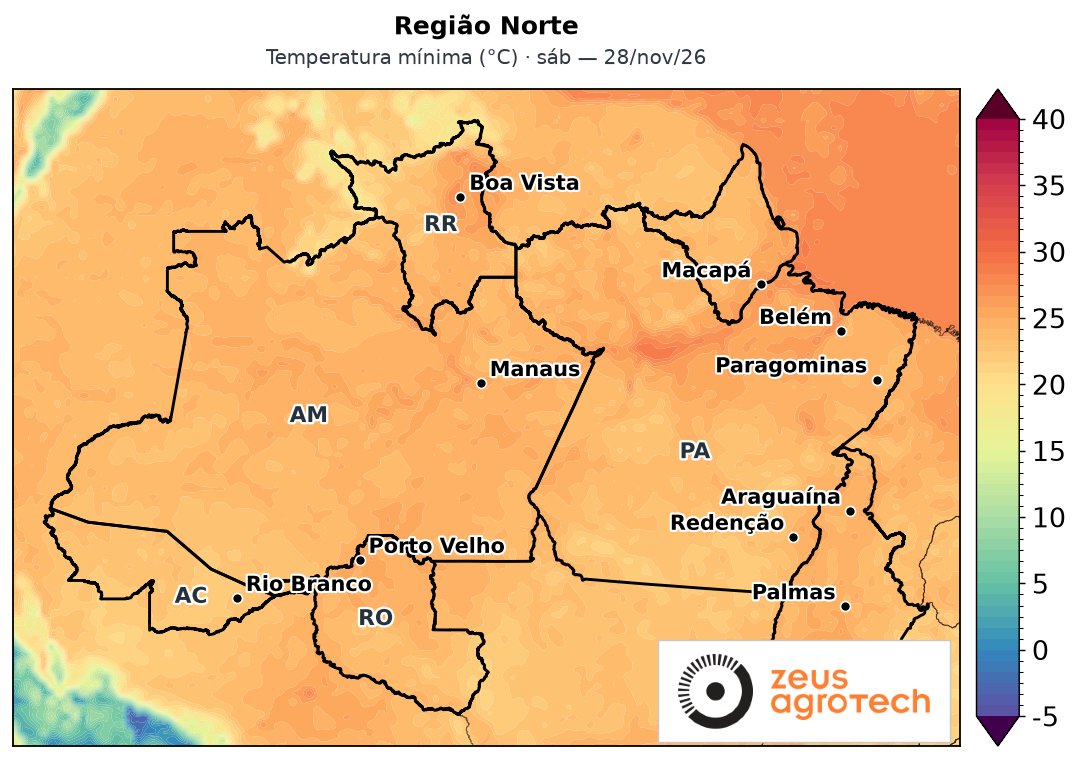 Região Norte
Temperatura mínima (°C) · sáb — 28/nov/26
Boa Vista
RR
Macapá
Belém
Paragominas
Manaus
AM
PA
Araguaína
Redenção
Porto Velho
Rio Branco
AC
RO
Palmas
zeus
agrotech
40
35
30
25
20
15
10
5
0
-5